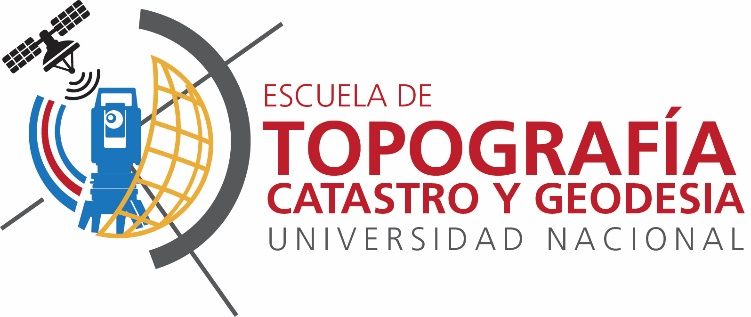 ESCUELA DE
TOPOGRAFÍA
CATASTRO Y GEODESIA
UNIVERSIDAD NACIONAL